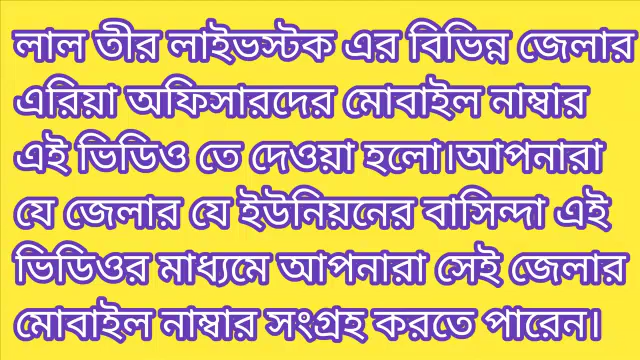 লাল তীর লাইভস্টক এর বিভিন্ন জেলার
এরিয়া অফিসারদের মোবাইল নাম্বার
এই ভিডিও তে দেওয়া হলো।আপনারা
যে জেলার যে ইউনিয়নের বাসিন্দা এই
ভিডিওর মাধ্যমে আপনারা সেই জেলার
মোবাইল নাম্বার সংগ্রহ করতে পারেন।